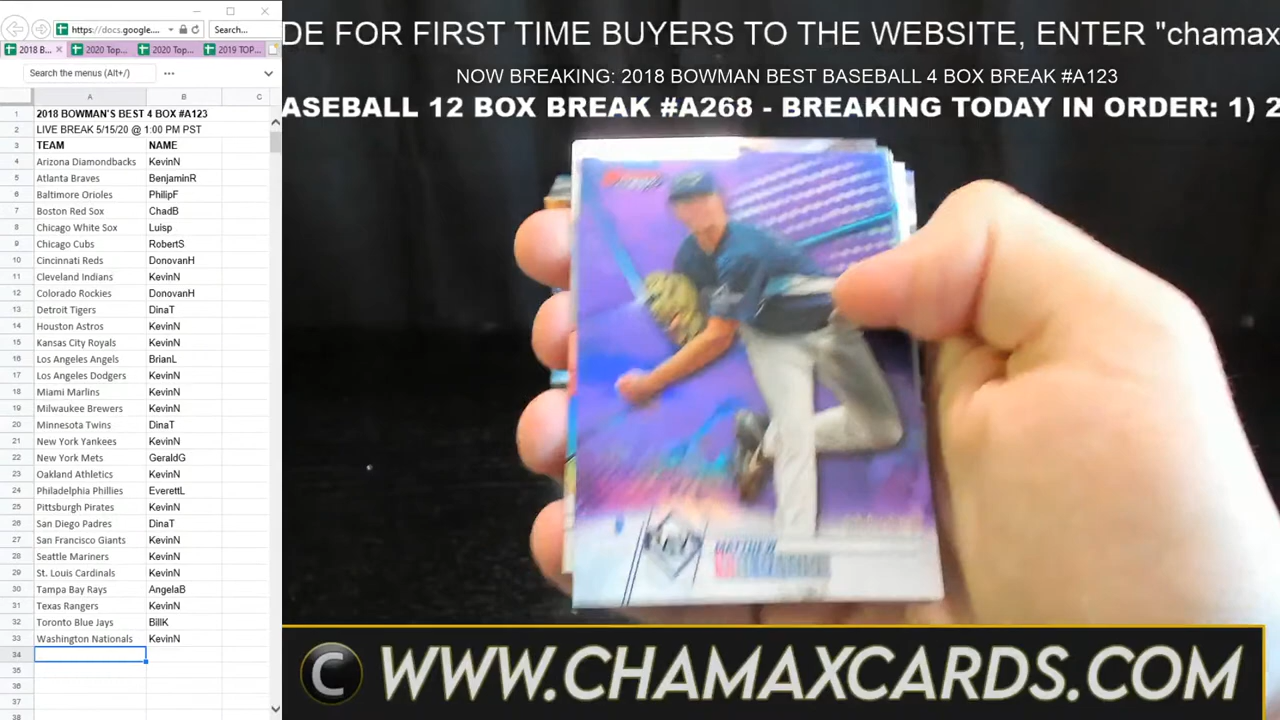 https://docs.google....
Search...
2018 B...
2020 Top...
2020 Top...
2019 TOP...
Search the menus (Alt+/)
A B C
1 2018 BOWMAN'S BEST 4 BOX #A123
2 LIVE BREAK 5/15/20 @ 1:00 PM PST
3 TEAM NAME
4 Arizona Diamondbacks KevinN
5 Atlanta Braves BenjaminR
6 Baltimore Orioles PhilipF
7 Boston Red Sox ChadB
8 Chicago White Sox Luisp
9 Chicago Cubs RobertS
10 Cincinnati Reds DonovanH
11 Cleveland Indians KevinN
12 Colorado Rockies DonovanH
13 Detroit Tigers DinaT
14 Houston Astros KevinN
15 Kansas City Royals KevinN
16 Los Angeles Angels BrianL
17 Los Angeles Dodgers KevinN
18 Miami Marlins KevinN
19 Milwaukee Brewers KevinN
20 Minnesota Twins DinaT
21 New York Yankees KevinN
22 New York Mets GeraldG
23 Oakland Athletics KevinN
24 Philadelphia Phillies EverettL
25 Pittsburgh Pirates KevinN
26 San Diego Padres DinaT
27 San Francisco Giants KevinN
28 Seattle Mariners KevinN
29 St. Louis Cardinals KevinN
30 Tampa Bay Rays AngelaB
31 Texas Rangers KevinN
32 Toronto Blue Jays BillK
33 Washington Nationals KevinN
34
35
36
37
38
DE FOR FIRST TIME BUYERS TO THE WEBSITE, ENTER "chamax
NOW BREAKING: 2018 BOWMAN BEST BASEBALL 4 BOX BREAK #A123
ASEBALL 12 BOX BREAK #A268 - BREAKING TODAY IN ORDER: 1) 2
MATTHEW
C WWW.CHAMAXCARDS.COM